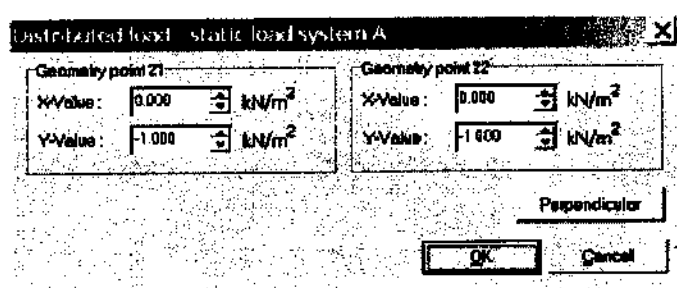 Distributed load - static load system A
Geometry point 21
Geometry point 22
X-Value : 0.000 kN/m²
X-Value : 0.000 kN/m²
Y-Value : -1.000 kN/m²
Y-Value : -1.000 kN/m²
Perpendicular
OK
Cancel